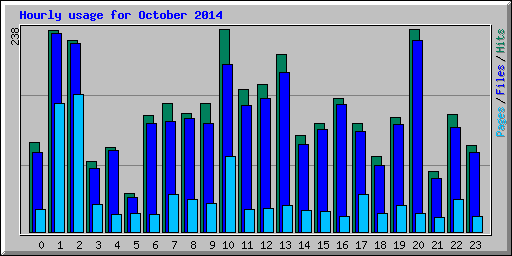 Hourly usage for October 2014
238
Pages/Files/Hits
0 1 2 3 4 5 6 7 8 9 10 11 12 13 14 15 16 17 18 19 20 21 22 23